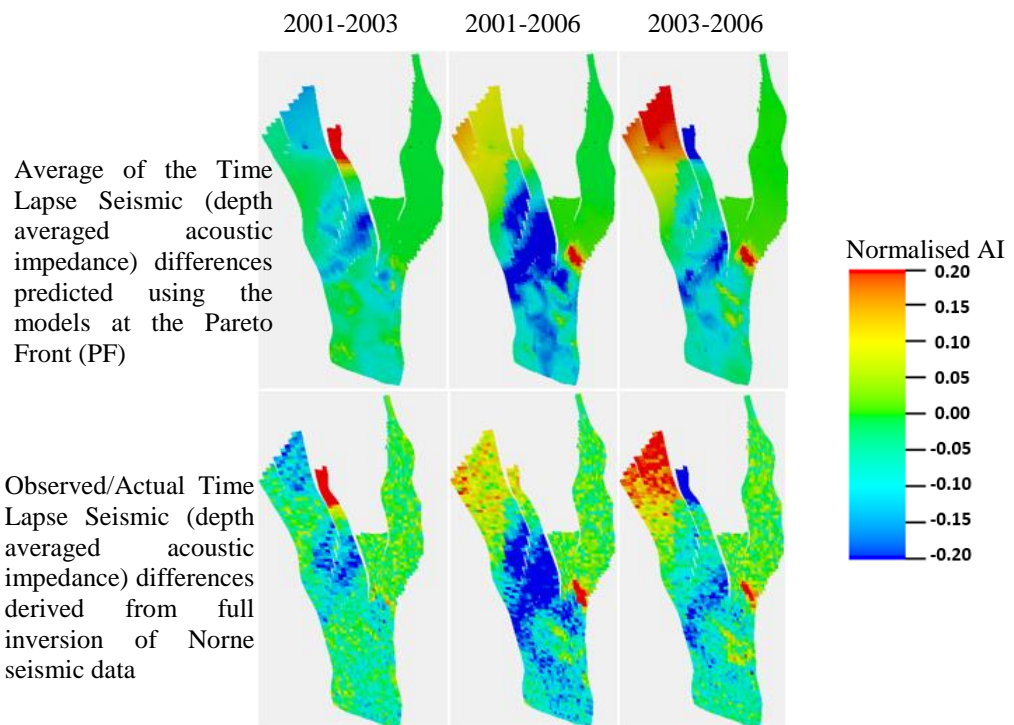 2001-2003 2001-2006 2003-2006
Average of the Time
Lapse Seismic (depth
averaged acoustic
impedance) differences
predicted using the
models at the Pareto
Front (PF)
Normalised AI
0.20
0.15
0.10
0.05
0.00
-0.05
-0.10
-0.15
-0.20
Observed/Actual Time
Lapse Seismic (depth
averaged acoustic
impedance) differences
derived from full
inversion of Norne
seismic data